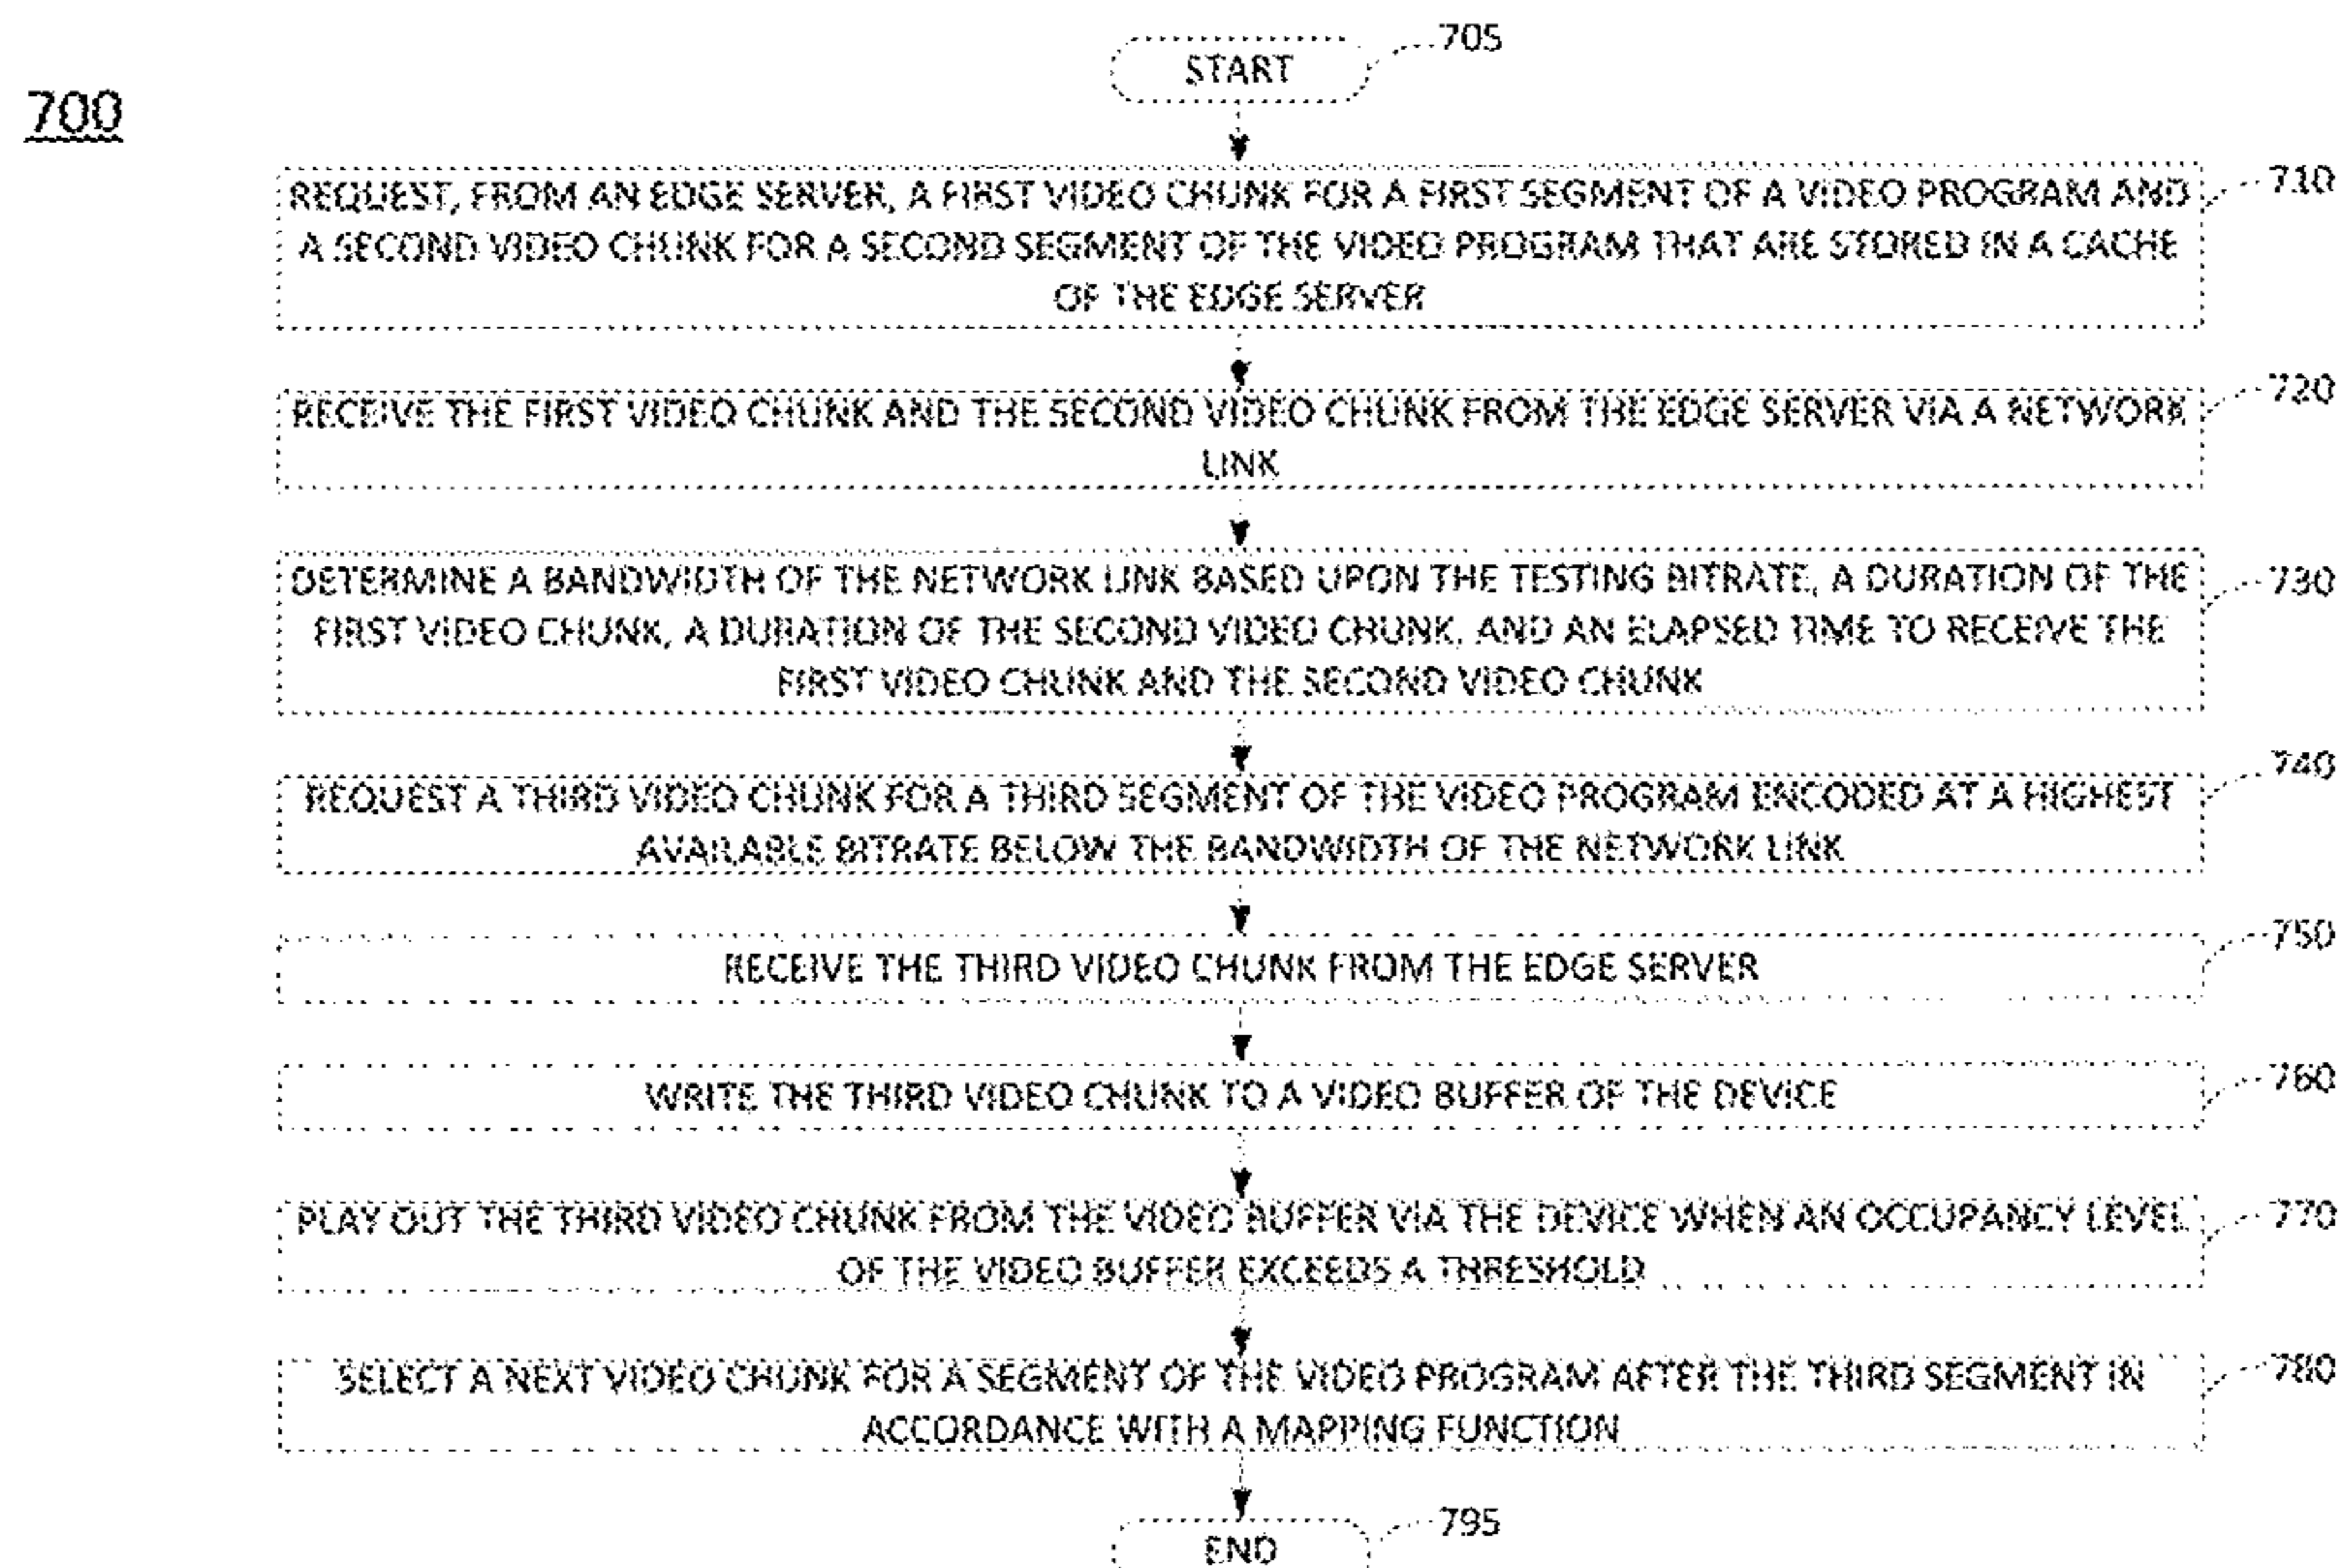 700
START
705
REQUEST, FROM AN EDGE SERVER, A FIRST VIDEO CHUNK FOR A FIRST SEGMENT OF A VIDEO PROGRAM AND
A SECOND VIDEO CHUNK FOR A SECOND SEGMENT OF THE VIDEO PROGRAM THAT ARE STORED IN A CACHE
OF THE EDGE SERVER
710
RECEIVE THE FIRST VIDEO CHUNK AND THE SECOND VIDEO CHUNK FROM THE EDGE SERVER VIA A NETWORK
LINK
720
DETERMINE A BANDWIDTH OF THE NETWORK LINK BASED UPON THE TESTING BITRATE, A DURATION OF THE
FIRST VIDEO CHUNK, A DURATION OF THE SECOND VIDEO CHUNK, AND AN ELAPSED TIME TO RECEIVE THE
FIRST VIDEO CHUNK AND THE SECOND VIDEO CHUNK
730
REQUEST A THIRD VIDEO CHUNK FOR A THIRD SEGMENT OF THE VIDEO PROGRAM ENCODED AT A HIGHEST
AVAILABLE BITRATE BELOW THE BANDWIDTH OF THE NETWORK LINK
740
RECEIVE THE THIRD VIDEO CHUNK FROM THE EDGE SERVER
750
WRITE THE THIRD VIDEO CHUNK TO A VIDEO BUFFER OF THE DEVICE
760
PLAY OUT THE THIRD VIDEO CHUNK FROM THE VIDEO BUFFER VIA THE DEVICE WHEN AN OCCUPANCY LEVEL
OF THE VIDEO BUFFER EXCEEDS A THRESHOLD
770
SELECT A NEXT VIDEO CHUNK FOR A SEGMENT OF THE VIDEO PROGRAM AFTER THE THIRD SEGMENT IN
ACCORDANCE WITH A MAPPING FUNCTION
780
END
795